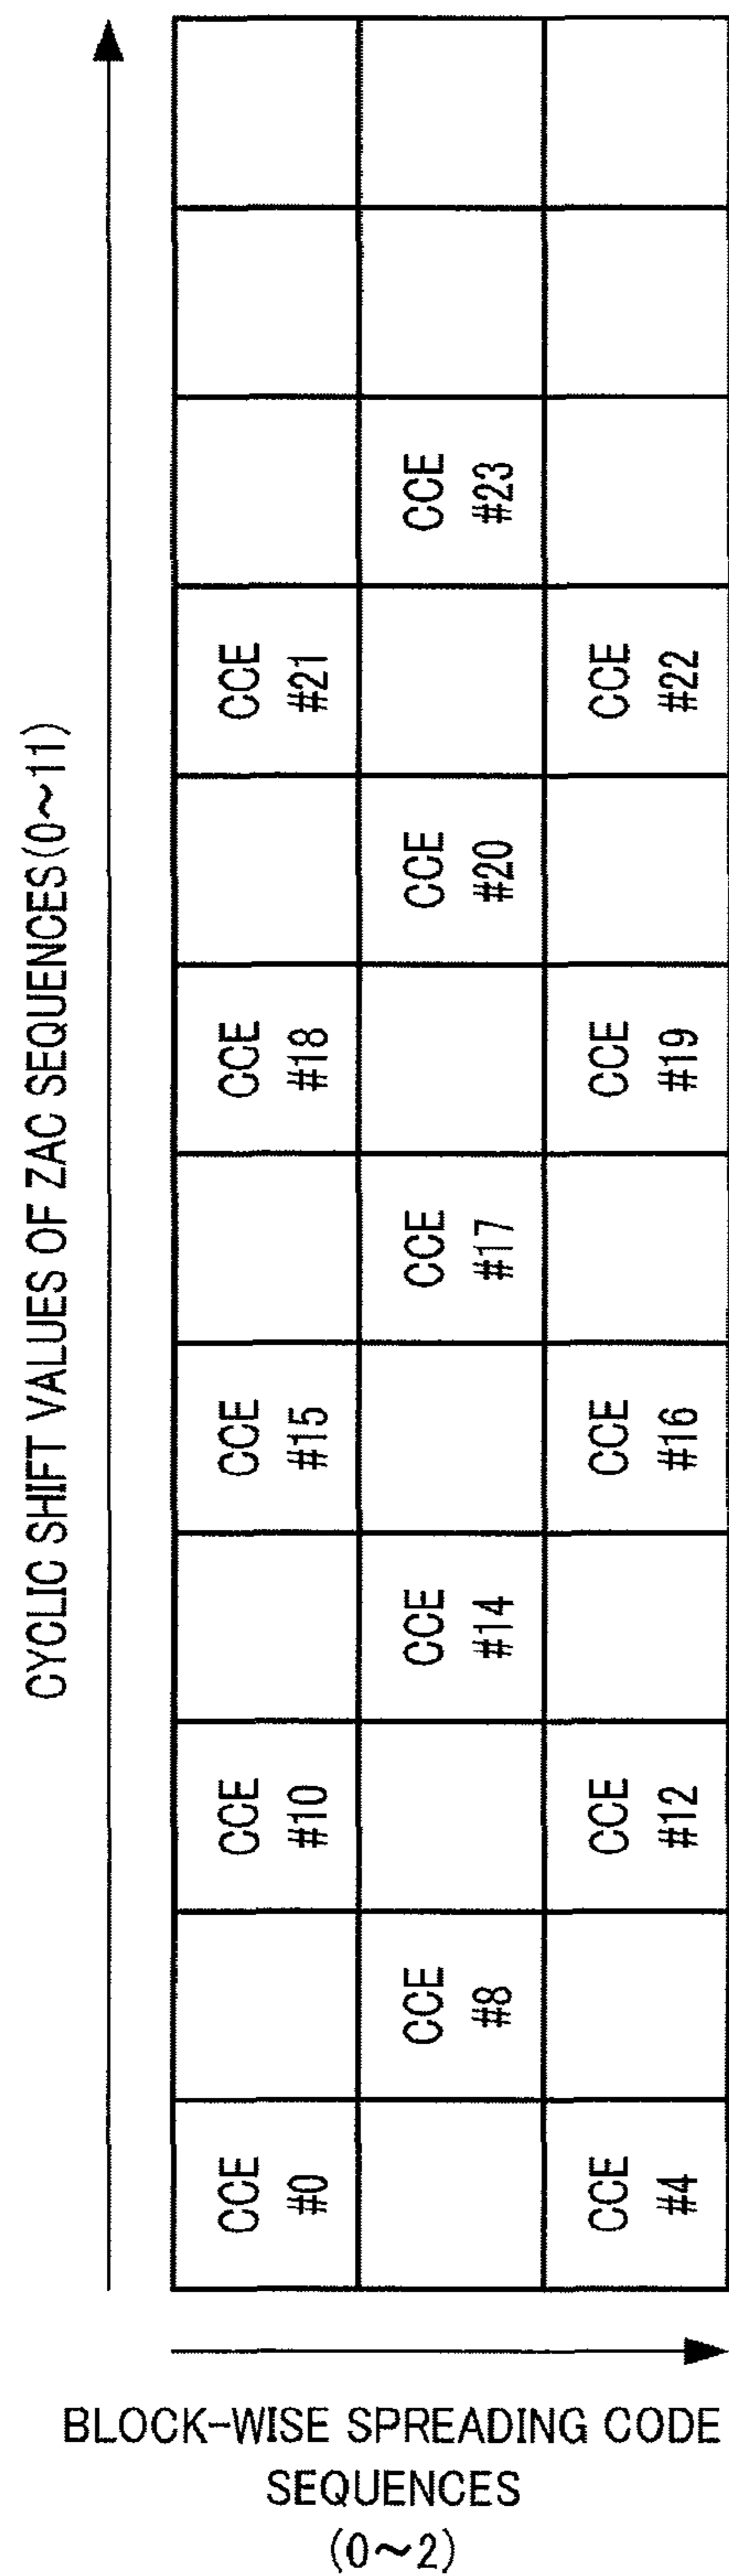 CYCLIC SHIFT VALUES OF ZAC SEQUENCES(0~11)
CCE
#0
CCE
#10
CCE
#15
CCE
#18
CCE
#21
CCE
#8
CCE
#14
CCE
#17
CCE
#20
CCE
#23
CCE
#4
CCE
#12
CCE
#16
CCE
#19
CCE
#22
BLOCK-WISE SPREADING CODE
SEQUENCES
(0~2)